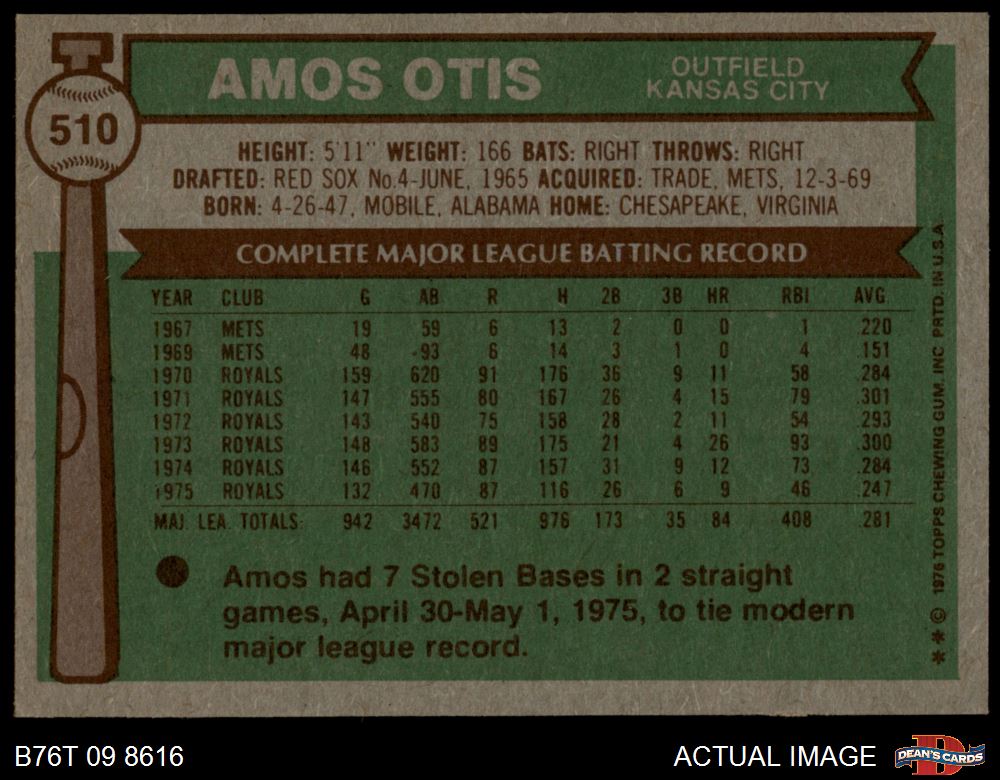 AMOS OTIS
OUTFIELD
KANSAS CITY
510
HEIGHT: 5'11" WEIGHT: 166 BATS: RIGHT THROWS: RIGHT
DRAFTED: RED SOX No.4-JUNE, 1965 ACQUIRED: TRADE, METS, 12-3-69
BORN: 4-26-47, MOBILE, ALABAMA HOME: CHESAPEAKE, VIRGINIA
COMPLETE MAJOR LEAGUE BATTING RECORD
YEAR CLUB G AB R H 2B 3B HR RBI AVG
1967 METS 19 59 6 13 2 0 0 1 .220
1969 METS 48 93 6 14 3 1 0 4 .151
1970 ROYALS 159 620 91 176 36 9 11 58 .284
1971 ROYALS 147 555 80 167 26 4 15 79 .301
1972 ROYALS 143 540 75 158 28 2 11 54 .293
1973 ROYALS 148 583 89 175 21 4 26 93 .300
1974 ROYALS 146 552 87 157 31 9 12 73 .284
1975 ROYALS 132 470 87 116 26 6 9 46 .247
MAJ. LEA. TOTALS: 942 3472 521 976 173 35 84 408 .281
Amos had 7 Stolen Bases in 2 straight
games, April 30-May 1, 1975, to tie modern
major league record.
* * © 1976 TOPPS CHEWING GUM, INC PRTD. IN U.S.A.
B76T 09 8616
ACTUAL IMAGE
D
DEAN'S CARDS